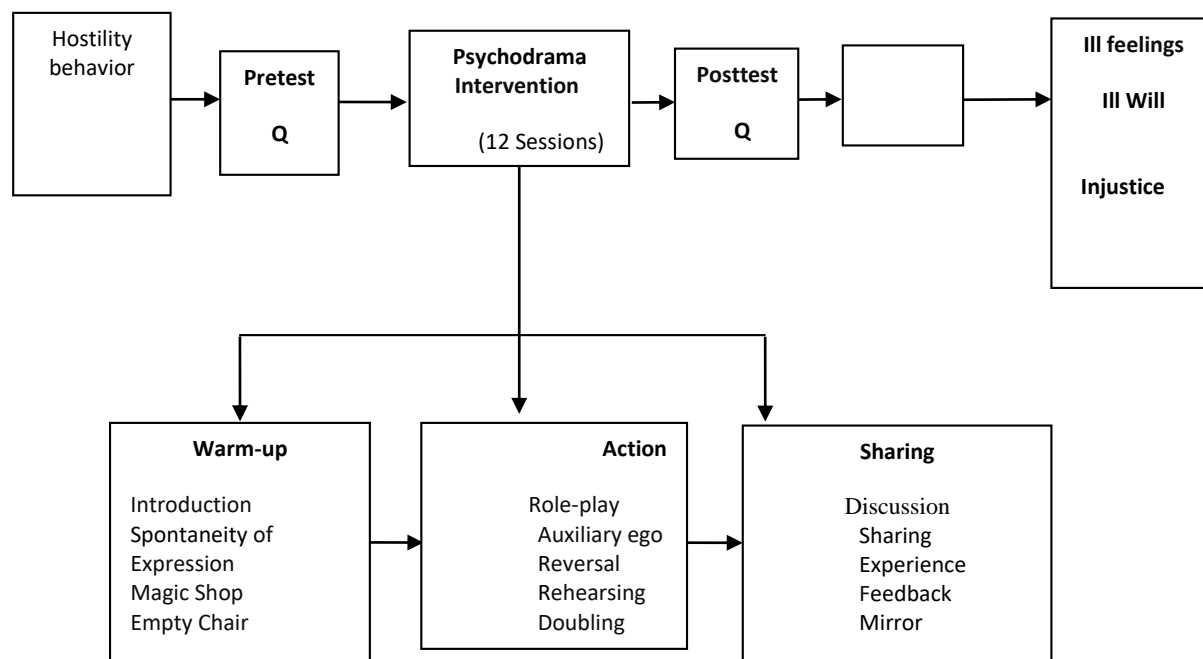 Hostility
behavior
Pretest
Q
Psychodrama
Intervention
(12 Sessions)
Posttest
Q
Ill feelings
Ill Will
Injustice
Warm-up
Introduction
Spontaneity of
Expression
Magic Shop
Empty Chair
Action
Role-play
Auxiliary ego
Reversal
Rehearsing
Doubling
Sharing
Discussion
Sharing
Experience
Feedback
Mirror